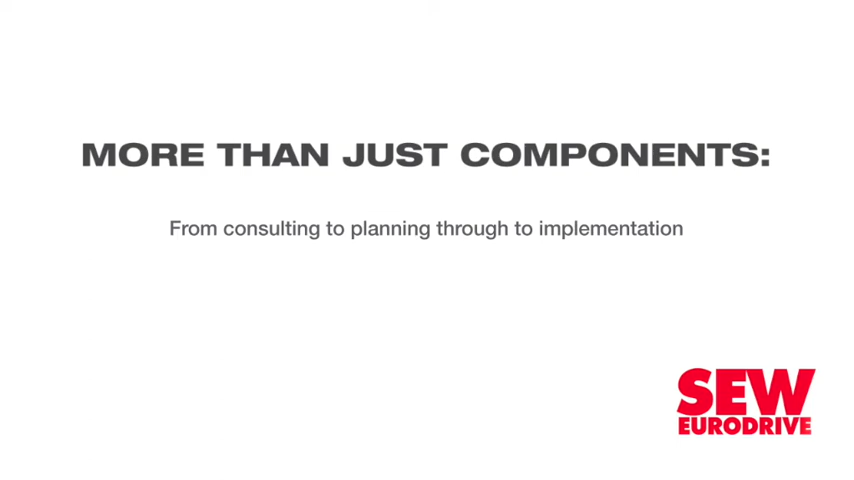 MORE THAN JUST COMPONENTS:
From consulting to planning through to implementation
SEW
EURODRIVE